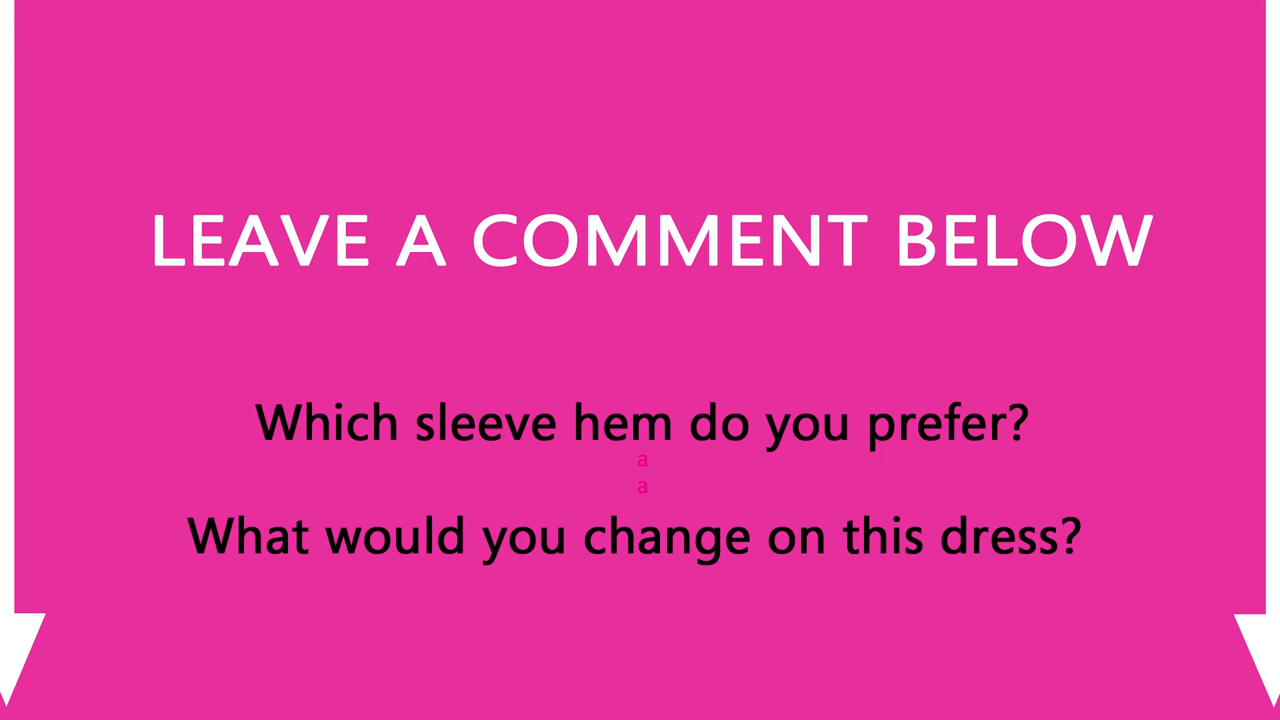 LEAVE A COMMENT BELOW
Which sleeve hem do you prefer?
a
a
What would you change on this dress?